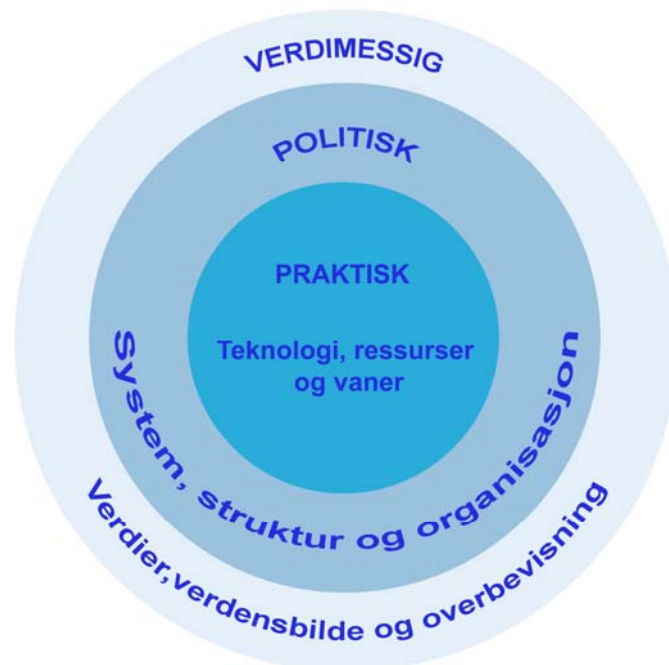 VERDIMESSIG
POLITISK
PRAKTISK
Teknologi, ressurser
og vaner
System, struktur og organisasjon
Verdier,verdensbilde og overbevisning